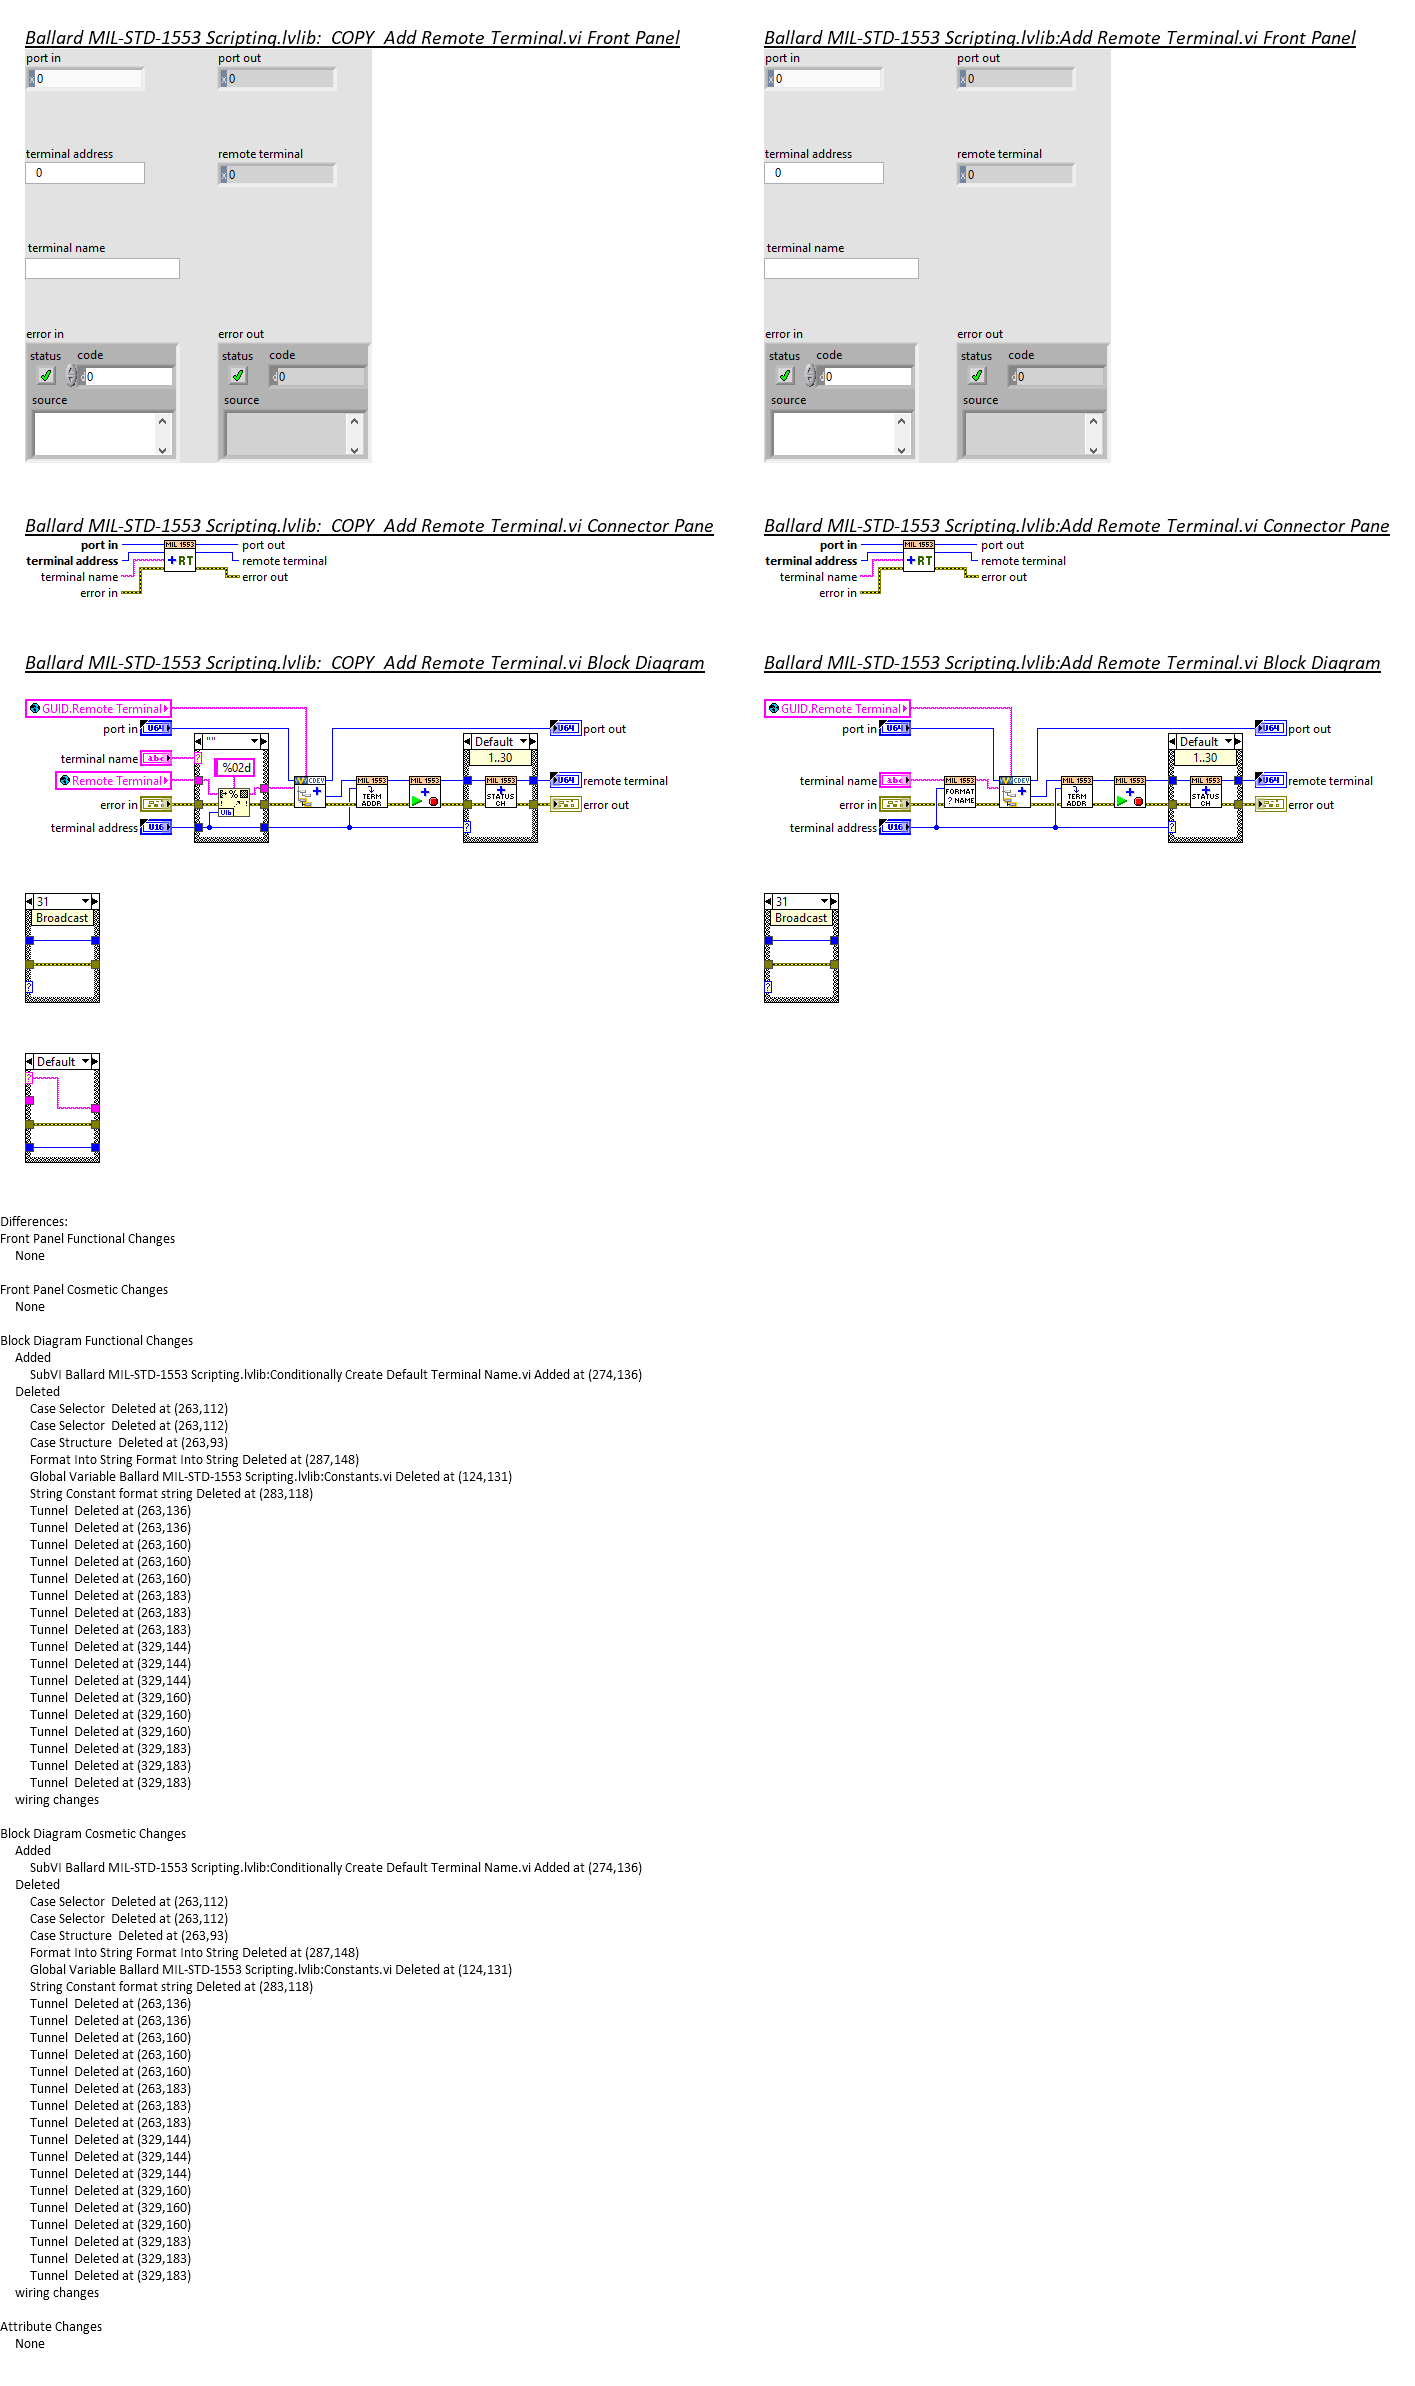 Ballard MIL-STD-1553 Scripting.lvlib:  COPY  Add Remote Terminal.vi Front Panel
port in
x 0
port out
x 0
terminal address
0
remote terminal
x 0
terminal name
error in
status code
d 0
source
error out
status code
d 0
source
Ballard MIL-STD-1553 Scripting.lvlib:Add Remote Terminal.vi Front Panel
port in
x 0
port out
x 0
terminal address
0
remote terminal
x 0
terminal name
error in
status code
d 0
source
error out
status code
d 0
source
Ballard MIL-STD-1553 Scripting.lvlib:  COPY  Add Remote Terminal.vi Connector Pane
port in
terminal address
terminal name
error in
MIL 1553
+RT
port out
remote terminal
error out
Ballard MIL-STD-1553 Scripting.lvlib:Add Remote Terminal.vi Connector Pane
port in
terminal address
terminal name
error in
MIL 1553
+RT
port out
remote terminal
error out
Ballard MIL-STD-1553 Scripting.lvlib:  COPY  Add Remote Terminal.vi Block Diagram
GUID.Remote Terminal
port in U64
terminal name abc
Remote Terminal
error in
terminal address U16
""
?
%02d
U16
CDEV
MIL 1553
TERM
ADDR
MIL 1553
Default
1..30
MIL 1553
STATUS
CH
?
U64 port out
U64 remote terminal
error out
31
Broadcast
?
Default
?
Ballard MIL-STD-1553 Scripting.lvlib:Add Remote Terminal.vi Block Diagram
GUID.Remote Terminal
port in U64
terminal name abc
error in
terminal address U16
MIL 1553
FORMAT
? NAME
CDEV
MIL 1553
TERM
ADDR
MIL 1553
Default
1..30
MIL 1553
STATUS
CH
?
U64 port out
U64 remote terminal
error out
31
Broadcast
?
Differences:
Front Panel Functional Changes
None
Front Panel Cosmetic Changes
None
Block Diagram Functional Changes
Added
SubVI Ballard MIL-STD-1553 Scripting.lvlib:Conditionally Create Default Terminal Name.vi Added at (274,136)
Deleted
Case Selector  Deleted at (263,112)
Case Selector  Deleted at (263,112)
Case Structure  Deleted at (263,93)
Format Into String Format Into String Deleted at (287,148)
Global Variable Ballard MIL-STD-1553 Scripting.lvlib:Constants.vi Deleted at (124,131)
String Constant format string Deleted at (283,118)
Tunnel  Deleted at (263,136)
Tunnel  Deleted at (263,136)
Tunnel  Deleted at (263,160)
Tunnel  Deleted at (263,160)
Tunnel  Deleted at (263,160)
Tunnel  Deleted at (263,183)
Tunnel  Deleted at (263,183)
Tunnel  Deleted at (263,183)
Tunnel  Deleted at (329,144)
Tunnel  Deleted at (329,144)
Tunnel  Deleted at (329,144)
Tunnel  Deleted at (329,160)
Tunnel  Deleted at (329,160)
Tunnel  Deleted at (329,160)
Tunnel  Deleted at (329,183)
Tunnel  Deleted at (329,183)
Tunnel  Deleted at (329,183)
wiring changes
Block Diagram Cosmetic Changes
Added
SubVI Ballard MIL-STD-1553 Scripting.lvlib:Conditionally Create Default Terminal Name.vi Added at (274,136)
Deleted
Case Selector  Deleted at (263,112)
Case Selector  Deleted at (263,112)
Case Structure  Deleted at (263,93)
Format Into String Format Into String Deleted at (287,148)
Global Variable Ballard MIL-STD-1553 Scripting.lvlib:Constants.vi Deleted at (124,131)
String Constant format string Deleted at (283,118)
Tunnel  Deleted at (263,136)
Tunnel  Deleted at (263,136)
Tunnel  Deleted at (263,160)
Tunnel  Deleted at (263,160)
Tunnel  Deleted at (263,160)
Tunnel  Deleted at (263,183)
Tunnel  Deleted at (263,183)
Tunnel  Deleted at (263,183)
Tunnel  Deleted at (329,144)
Tunnel  Deleted at (329,144)
Tunnel  Deleted at (329,144)
Tunnel  Deleted at (329,160)
Tunnel  Deleted at (329,160)
Tunnel  Deleted at (329,160)
Tunnel  Deleted at (329,183)
Tunnel  Deleted at (329,183)
Tunnel  Deleted at (329,183)
wiring changes
Attribute Changes
None